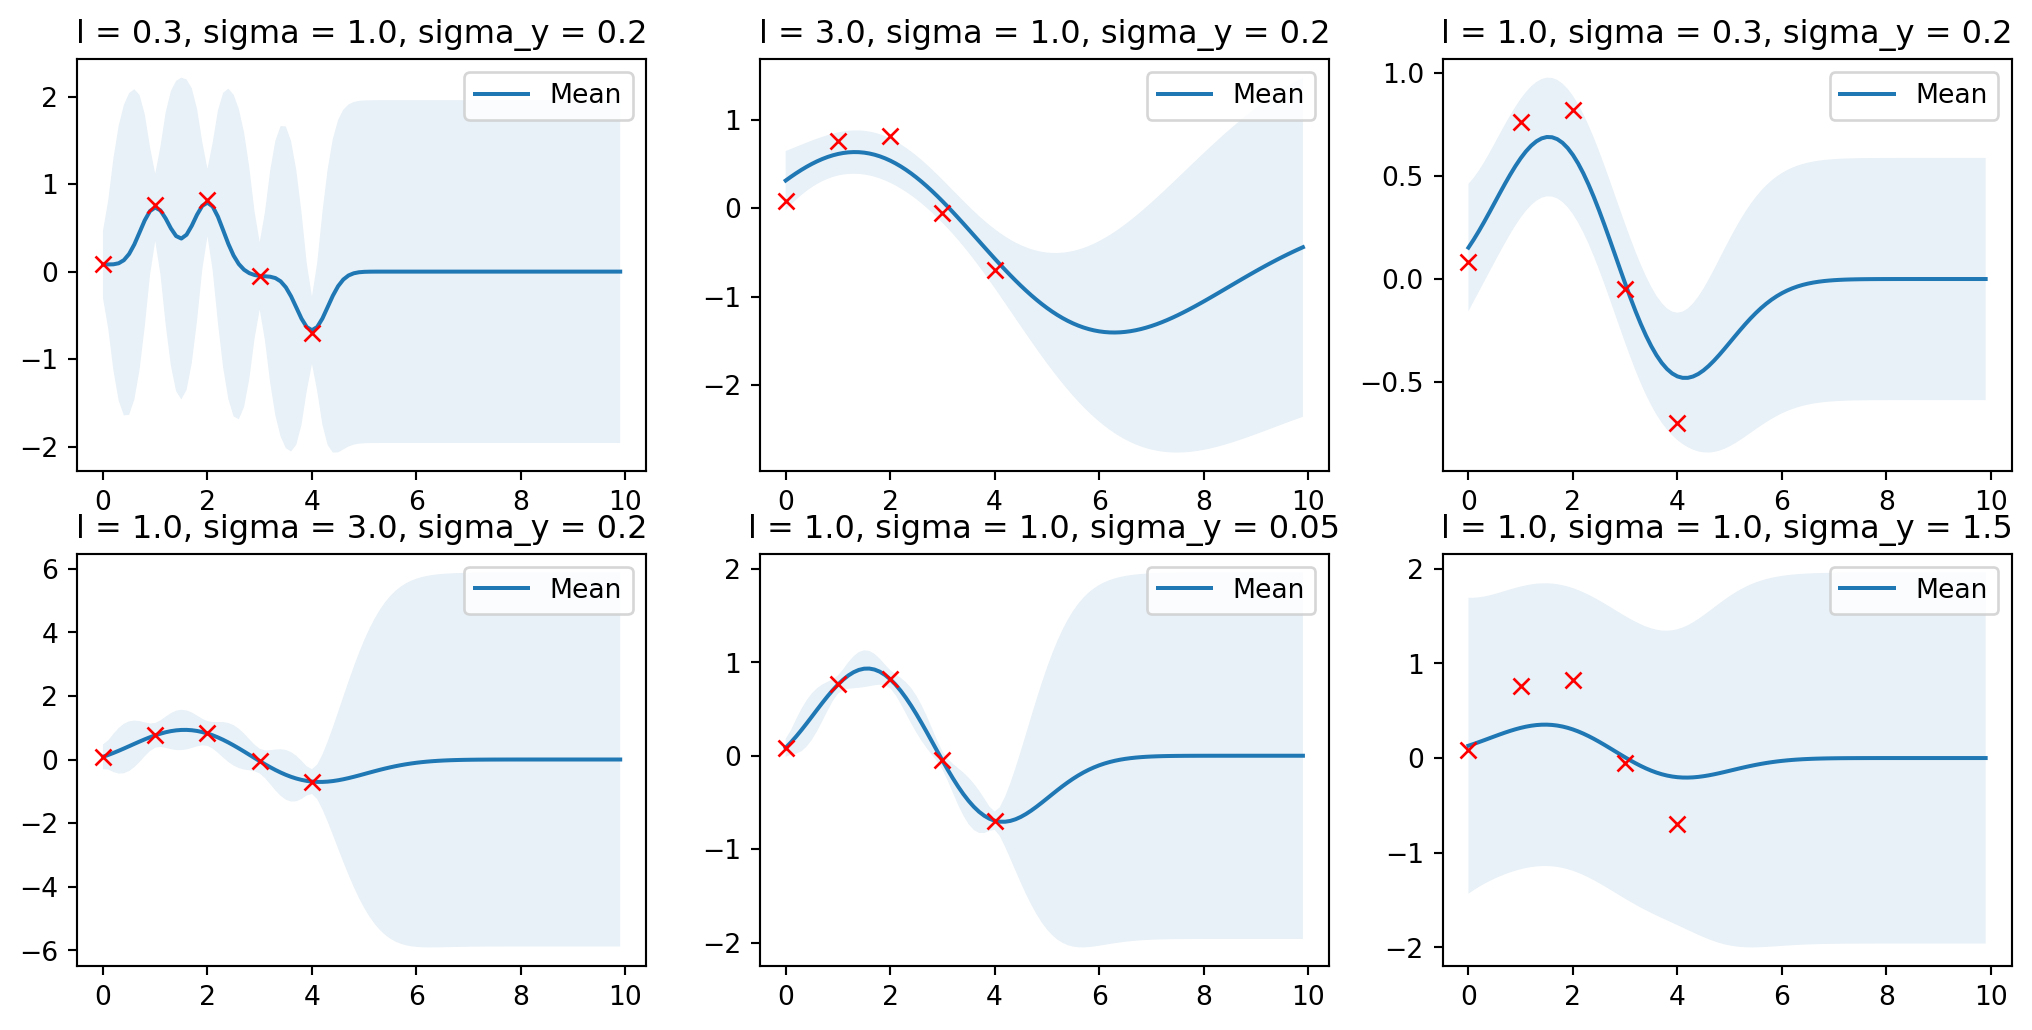 l = 0.3, sigma = 1.0, sigma_y = 0.2
Mean
2
1
0
−1
−2
0 2 4 6 8 10
l = 3.0, sigma = 1.0, sigma_y = 0.2
Mean
1
0
−1
−2
0 2 4 6 8 10
l = 1.0, sigma = 0.3, sigma_y = 0.2
Mean
1.0
0.5
0.0
−0.5
0 2 4 6 8 10
l = 1.0, sigma = 3.0, sigma_y = 0.2
Mean
6
4
2
0
−2
−4
−6
0 2 4 6 8 10
l = 1.0, sigma = 1.0, sigma_y = 0.05
Mean
2
1
0
−1
−2
0 2 4 6 8 10
l = 1.0, sigma = 1.0, sigma_y = 1.5
Mean
2
1
0
−1
−2
0 2 4 6 8 10